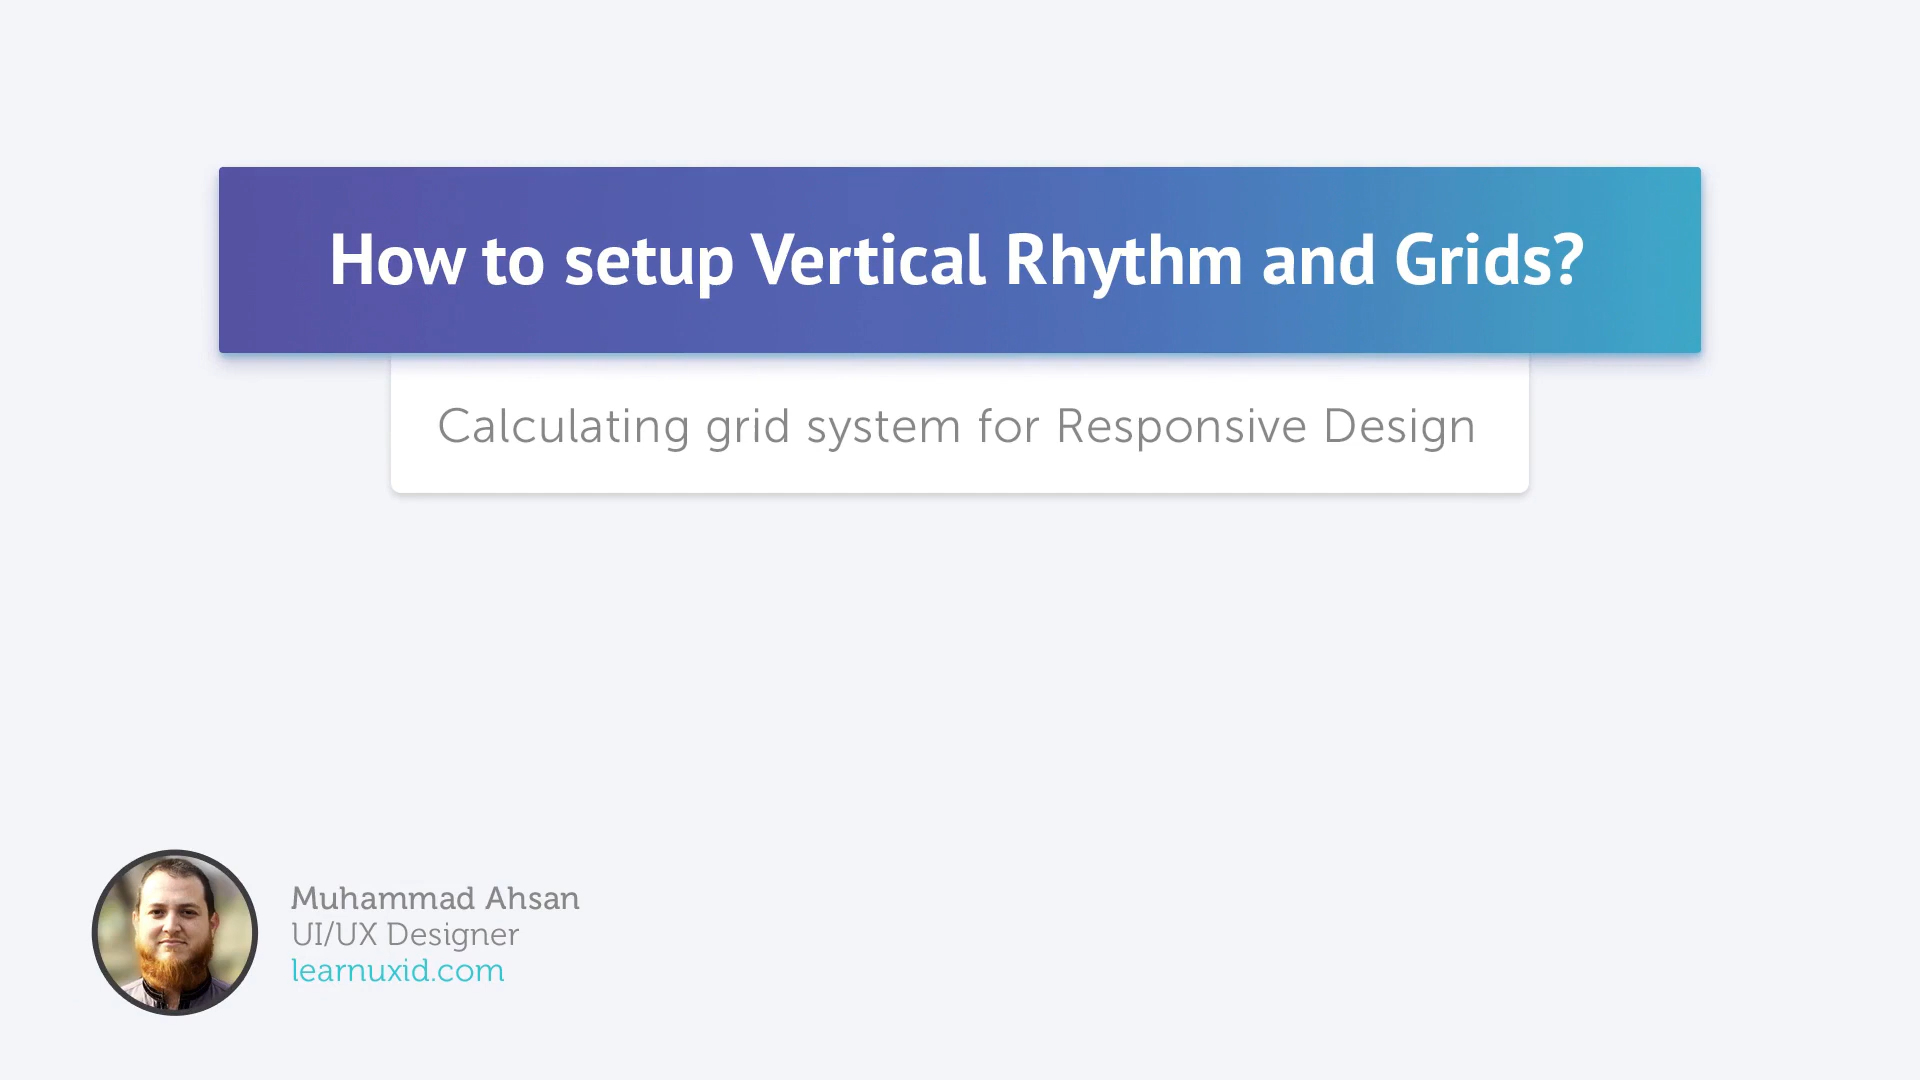 How to setup Vertical Rhythm and Grids?
Calculating grid system for Responsive Design
Muhammad Ahsan
UI/UX Designer
learnuxid.com